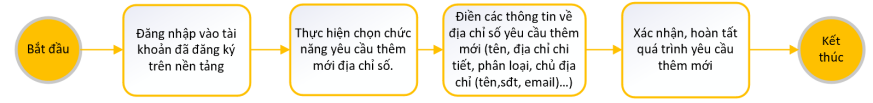 Bắt đầu
Đăng nhập vào tài
khoản đã đăng ký
trên nền tảng
Thực hiện chọn chức
năng yêu cầu thêm
mới địa chỉ số.
Điền các thông tin về
địa chỉ số yêu cầu thêm
mới (tên, địa chỉ chi
tiết, phân loại, chủ địa
chỉ (tên,sđt, email)...)
Xác nhận, hoàn tất
quá trình yêu cầu
thêm mới
Kết
thúc